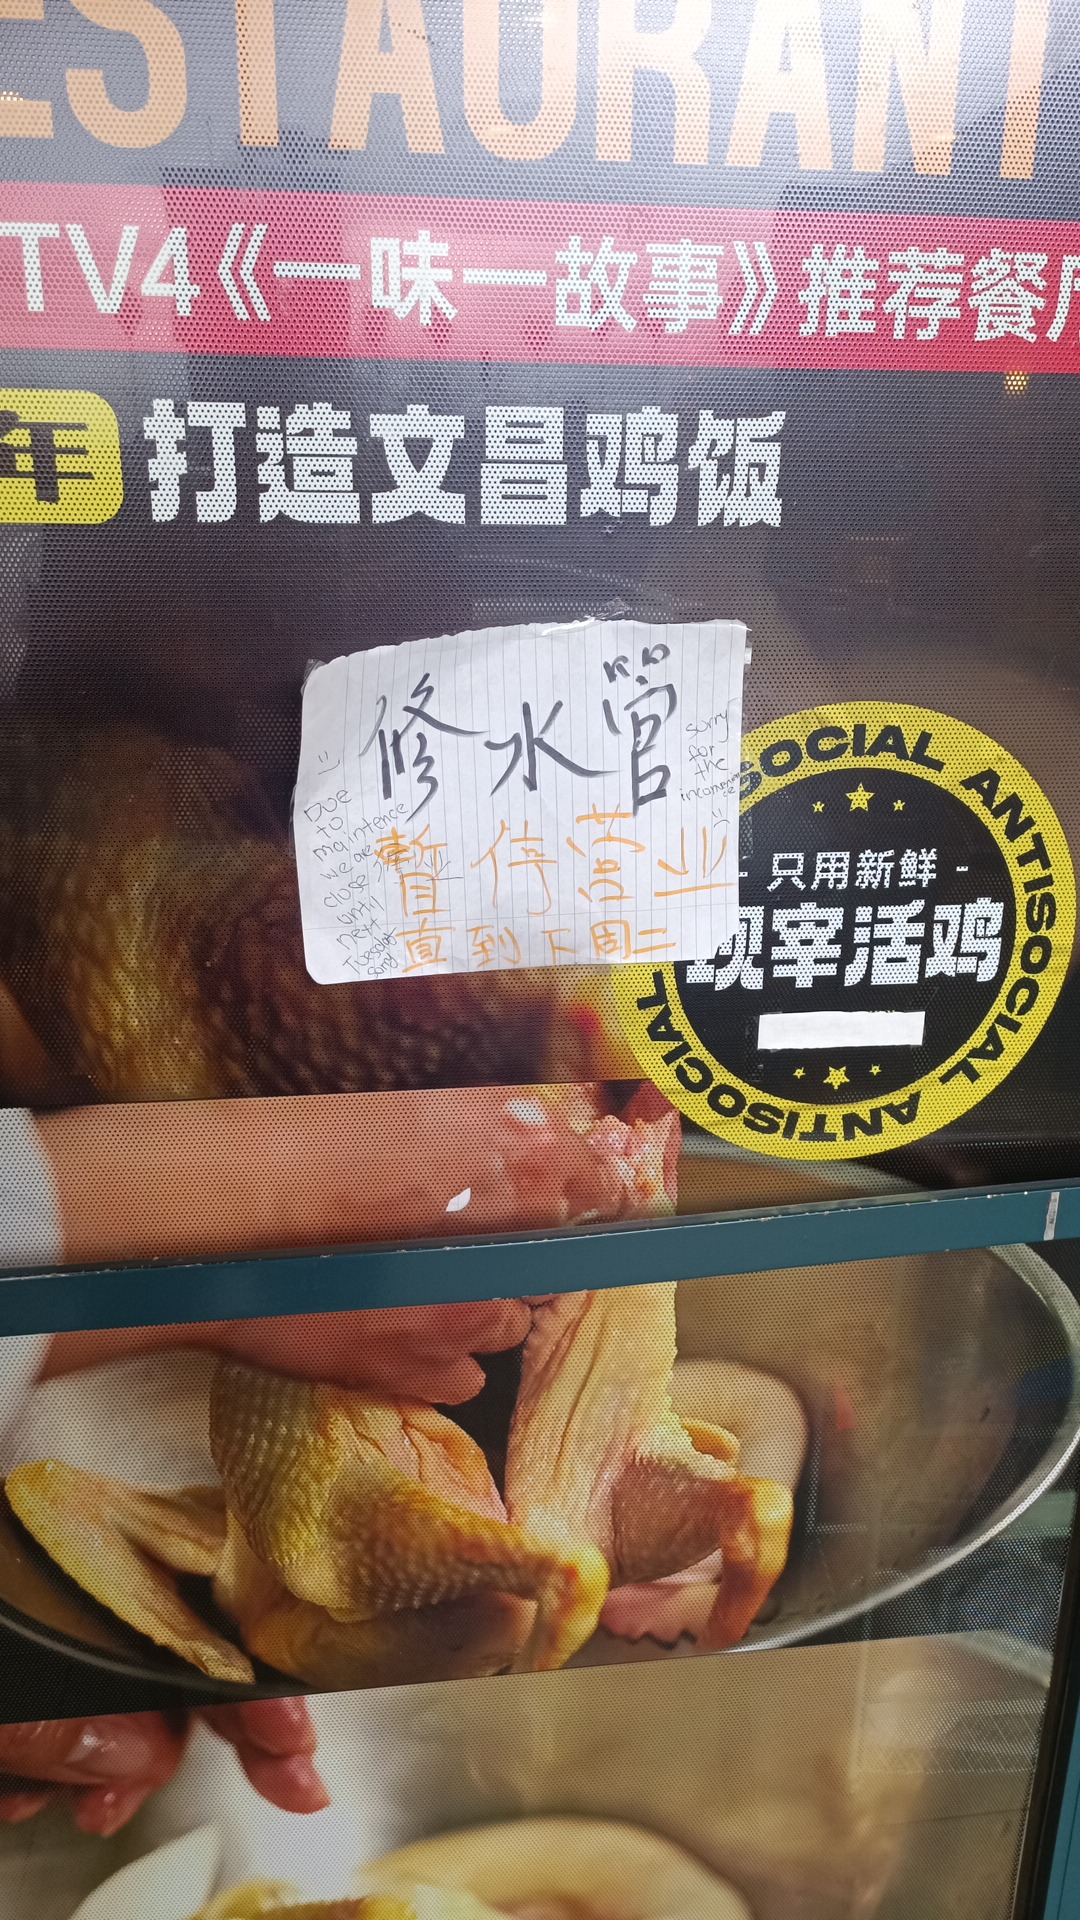 ESTAURANT
TV4《一味一故事》推荐餐厅
年 打造文昌鸡饭
修水管
暂停营业
直到下周二
:)
Due
to
maintence
we are
close
until
next
Tuesday
sorry
sorry
for
the
SOCIAL ANTISOCIAL ANTISOCIAL
- 只用新鲜 -
现宰活鸡